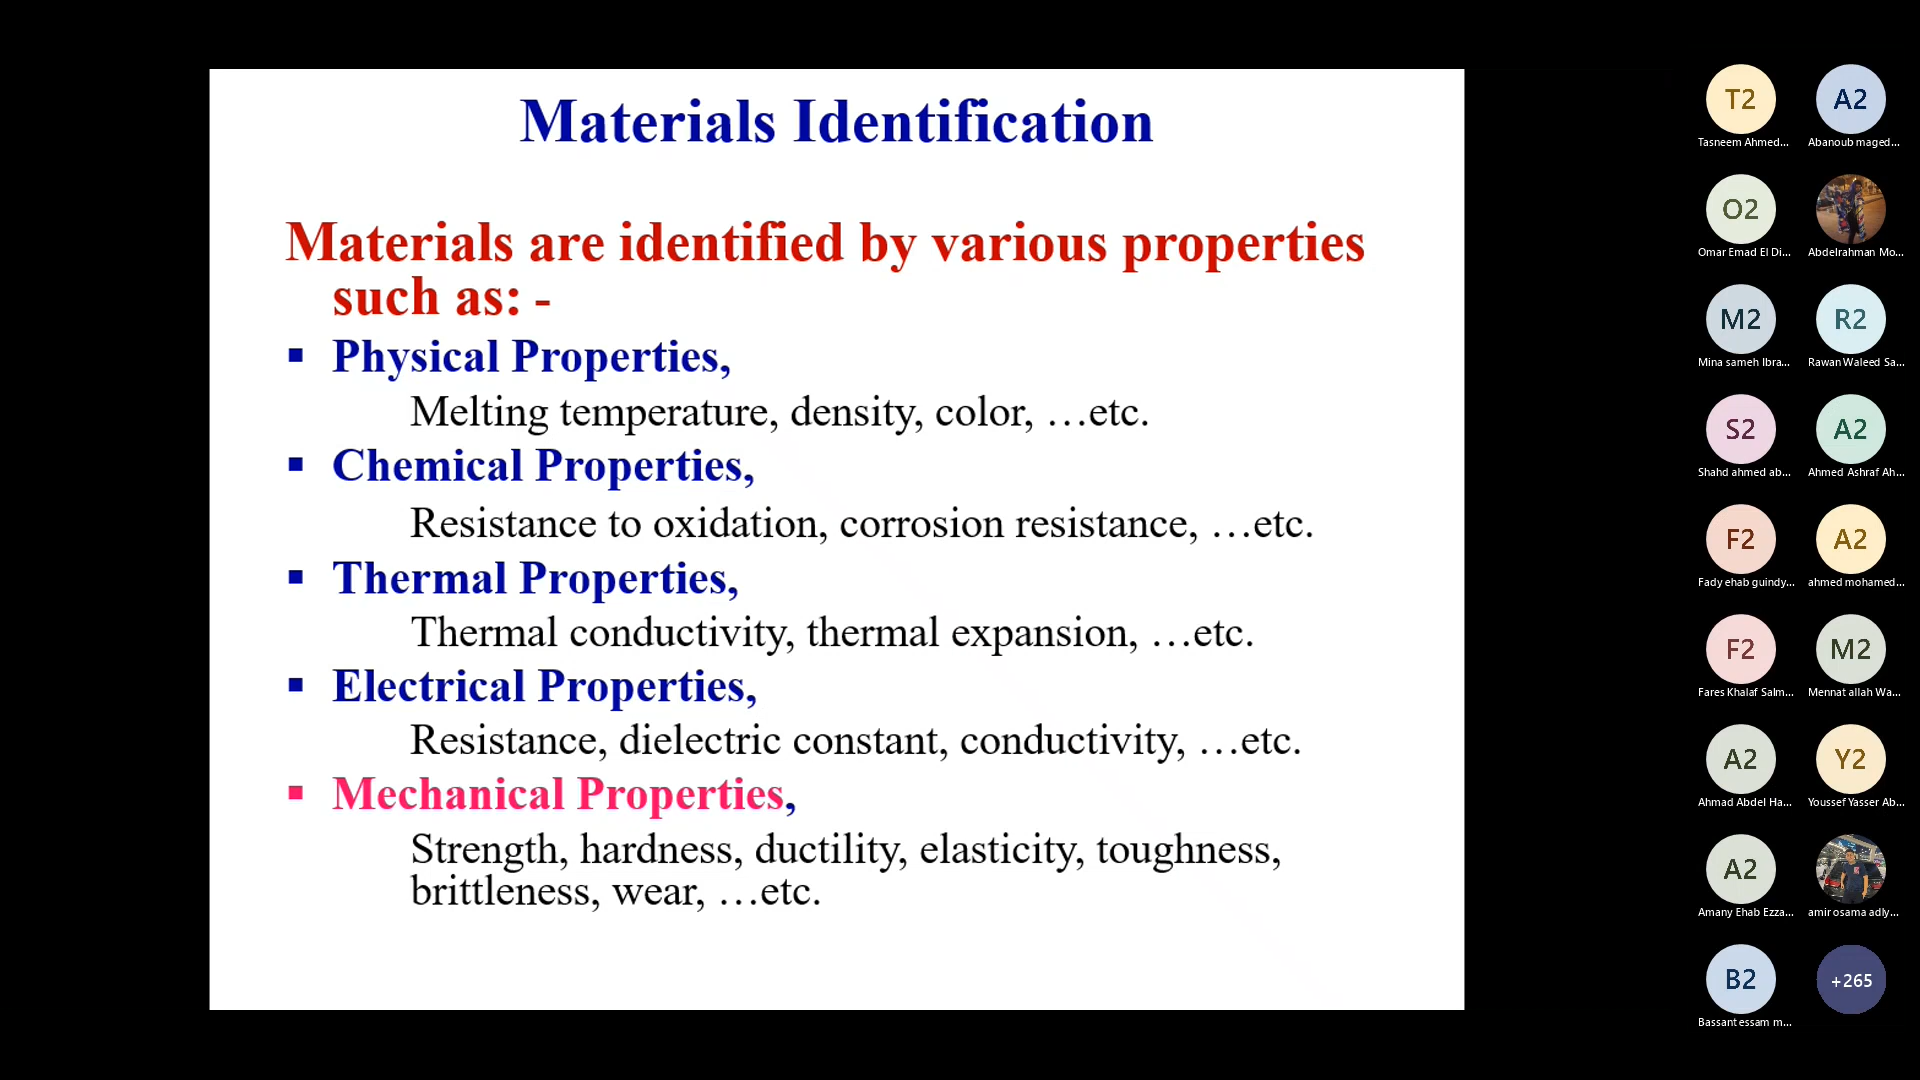 Materials Identification
Materials are identified by various properties
such as: -
▪ Physical Properties,
Melting temperature, density, color, …etc.
▪ Chemical Properties,
Resistance to oxidation, corrosion resistance, …etc.
▪ Thermal Properties,
Thermal conductivity, thermal expansion, …etc.
▪ Electrical Properties,
Resistance, dielectric constant, conductivity, …etc.
▪ Mechanical Properties,
Strength, hardness, ductility, elasticity, toughness,
brittleness, wear, …etc.
T2 A2
Tasneem Ahmed... Abanoub maged...
O2
Omar Emad El Di... Abdelrahman Mo...
M2 R2
Mina sameh Ibra... Rawan Waleed Sa...
S2 A2
Shahd ahmed ab... Ahmed Ashraf Ah...
F2 A2
Fady ehab guindy... ahmed mohamed...
F2 M2
Fares Khalaf Salm... Mennat allah Wa...
A2 Y2
Ahmad Abdel Ha... Youssef Yasser Ab...
A2
Amany Ehab Ezza... amir osama adly...
B2 +265
Bassant essam m...